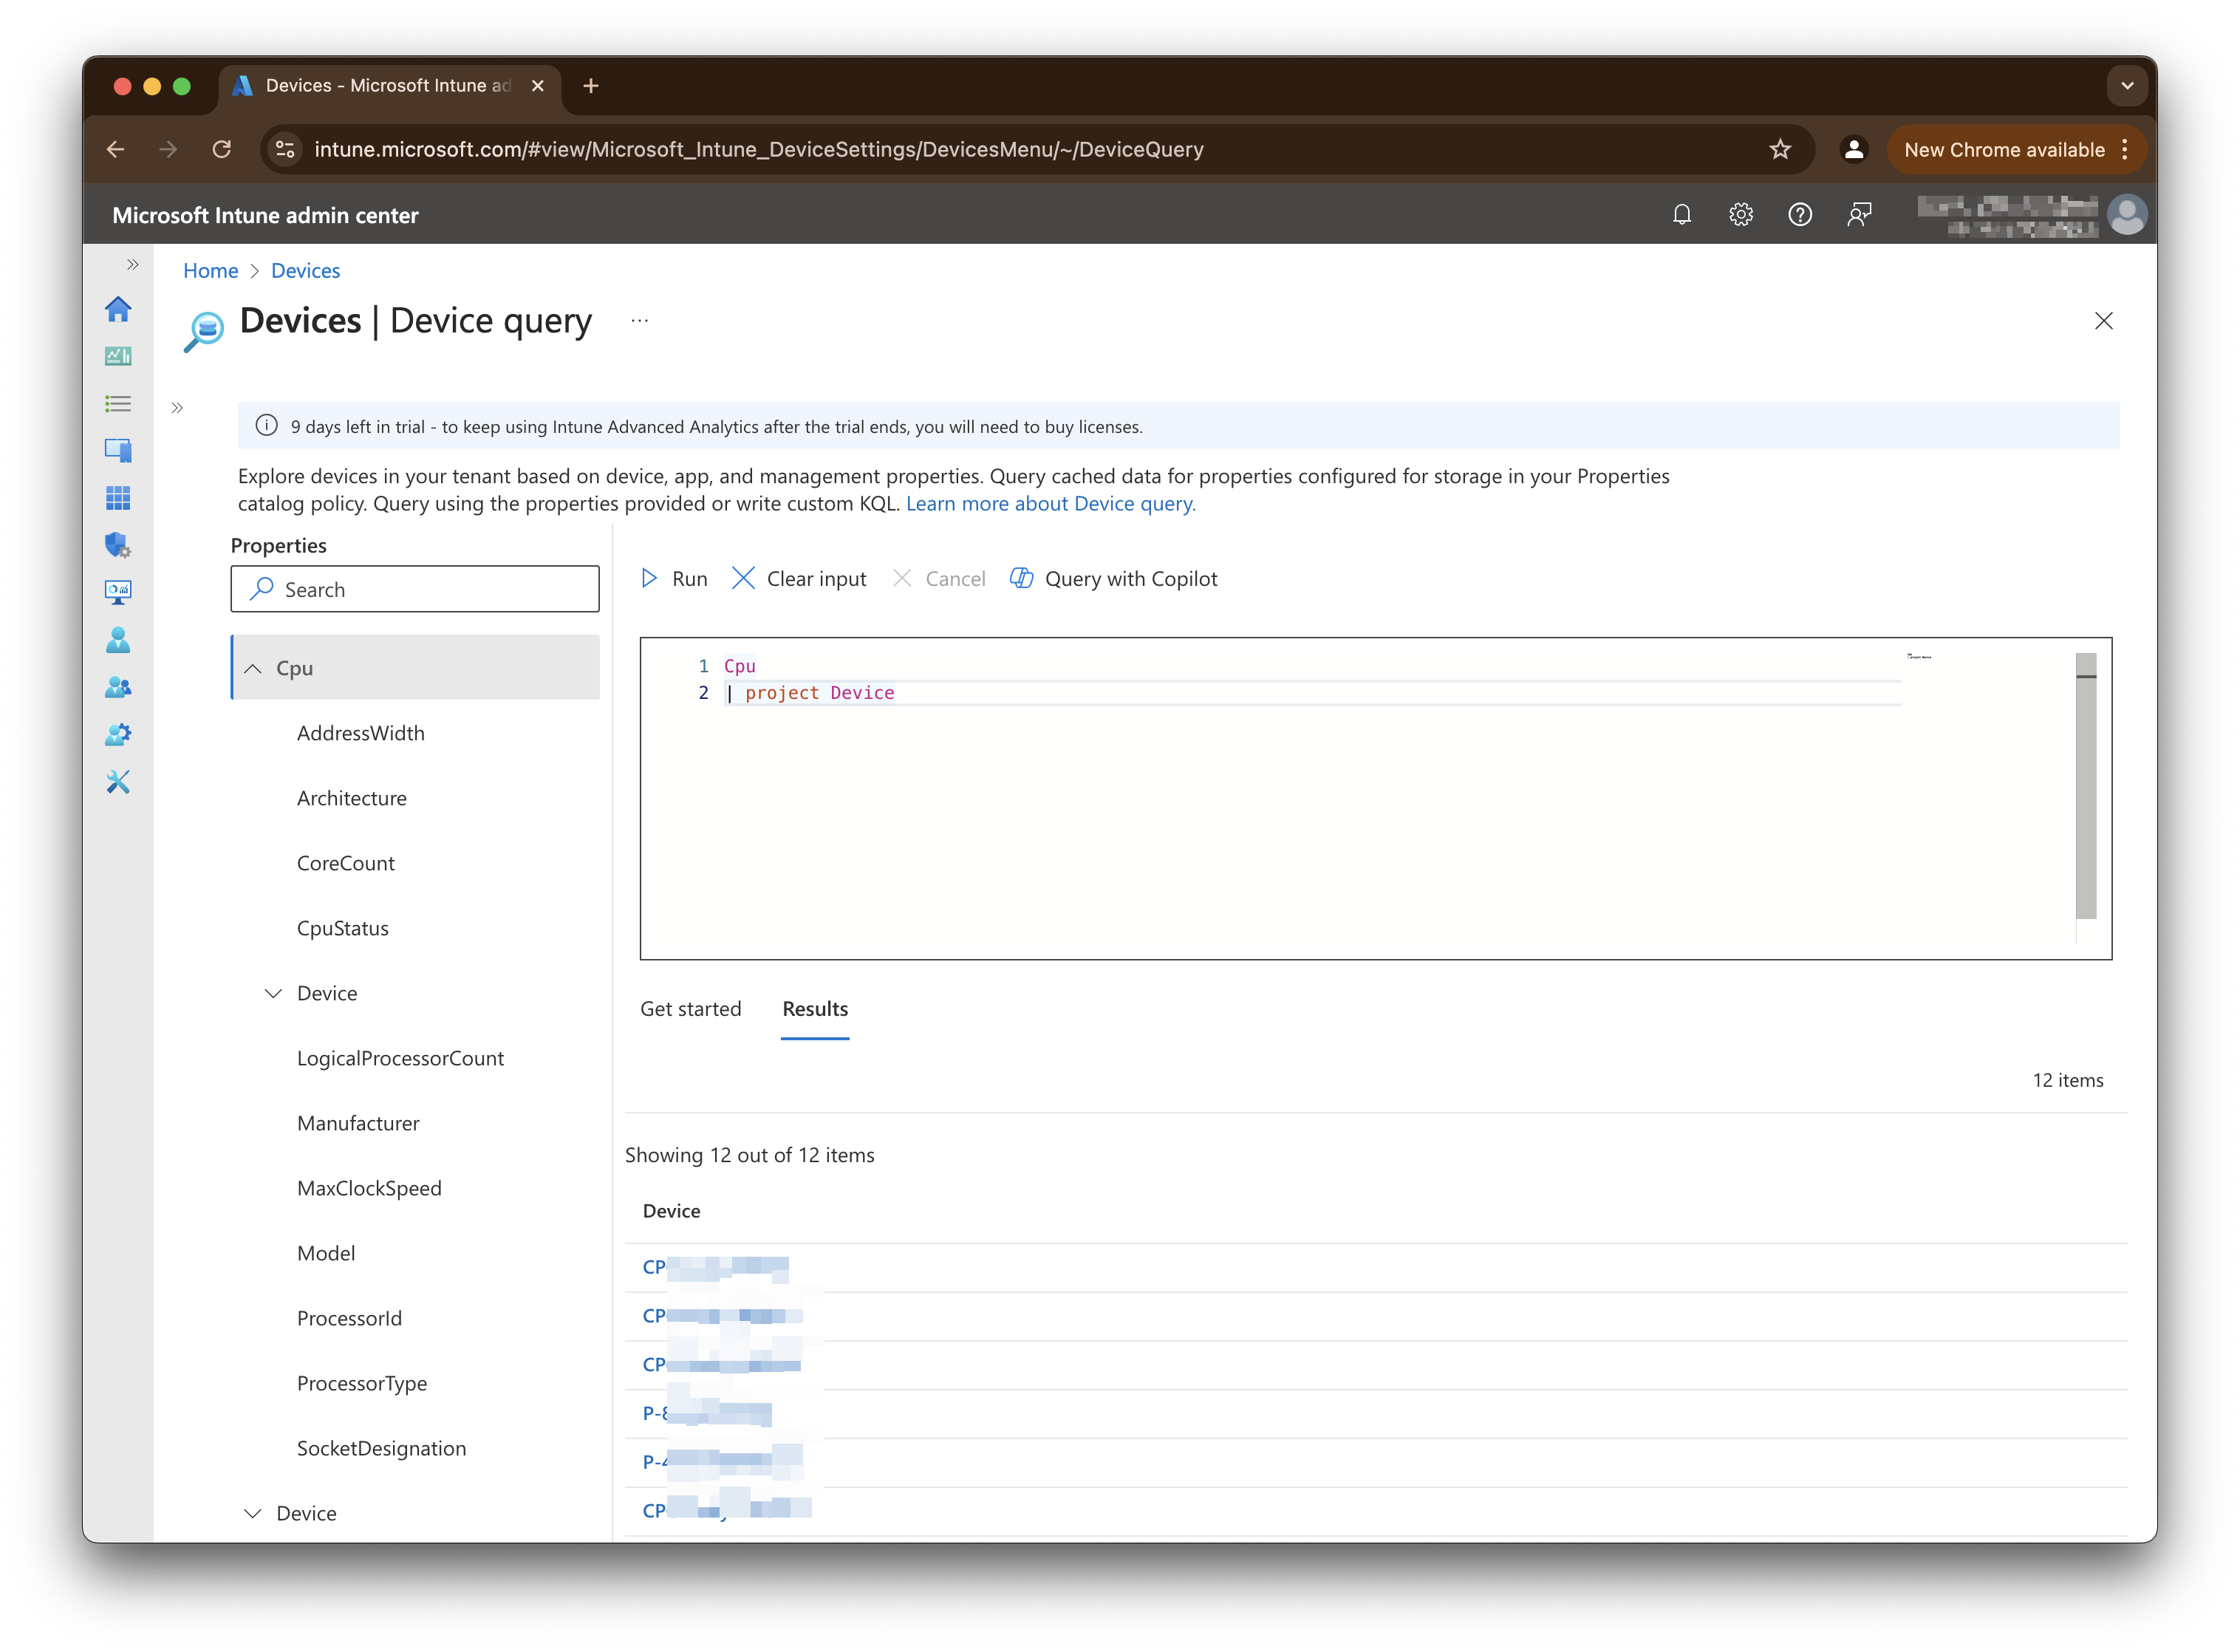 Devices - Microsoft Intune ad
intune.microsoft.com/#view/Microsoft_Intune_DeviceSettings/DevicesMenu/~/DeviceQuery
New Chrome available
Microsoft Intune admin center
Home > Devices
Devices | Device query ...
9 days left in trial - to keep using Intune Advanced Analytics after the trial ends, you will need to buy licenses.
Explore devices in your tenant based on device, app, and management properties. Query cached data for properties configured for storage in your Properties
catalog policy. Query using the properties provided or write custom KQL. Learn more about Device query.
Properties
Search
Cpu
AddressWidth
Architecture
CoreCount
CpuStatus
Device
LogicalProcessorCount
Manufacturer
MaxClockSpeed
Model
ProcessorId
ProcessorType
SocketDesignation
Device
Run Clear input Cancel Query with Copilot
1 Cpu
2 | project Device
Get started Results
12 items
Showing 12 out of 12 items
Device
CP
CP
CP
P-
P-
CP